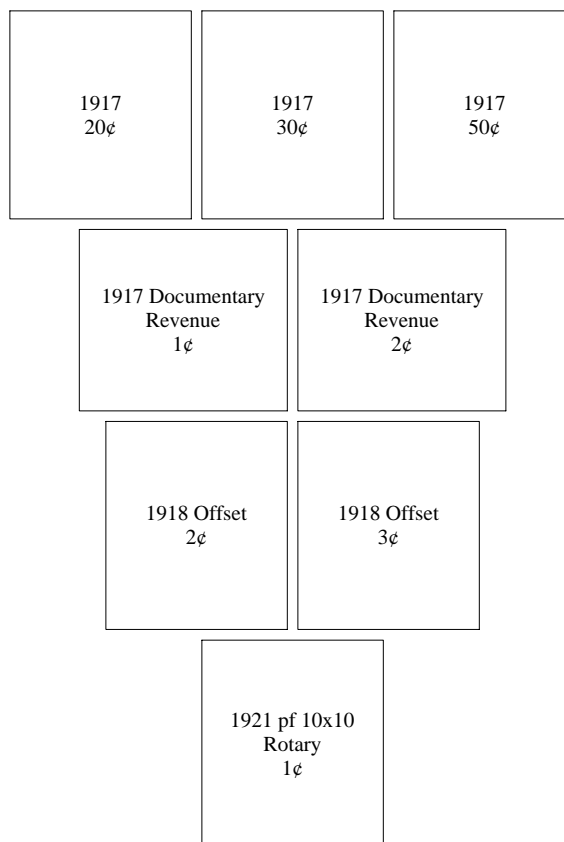 1917
20¢
1917
30¢
1917
50¢
1917 Documentary
Revenue
1¢
1917 Documentary
Revenue
2¢
1918 Offset
2¢
1918 Offset
3¢
1921 pf 10x10
Rotary
1¢